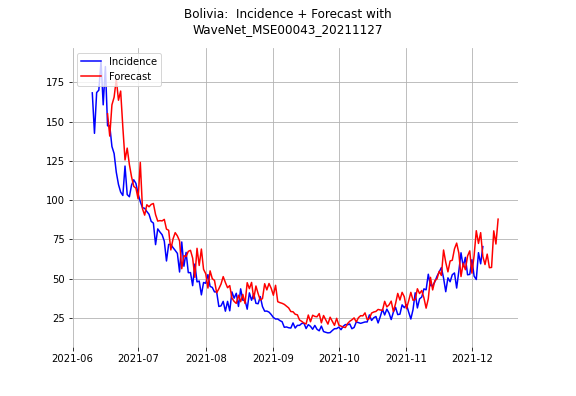 Bolivia:  Incidence + Forecast with
WaveNet_MSE00043_20211127
Incidence
Forecast
175
150
125
100
75
50
25
2021-06 2021-07 2021-08 2021-09 2021-10 2021-11 2021-12